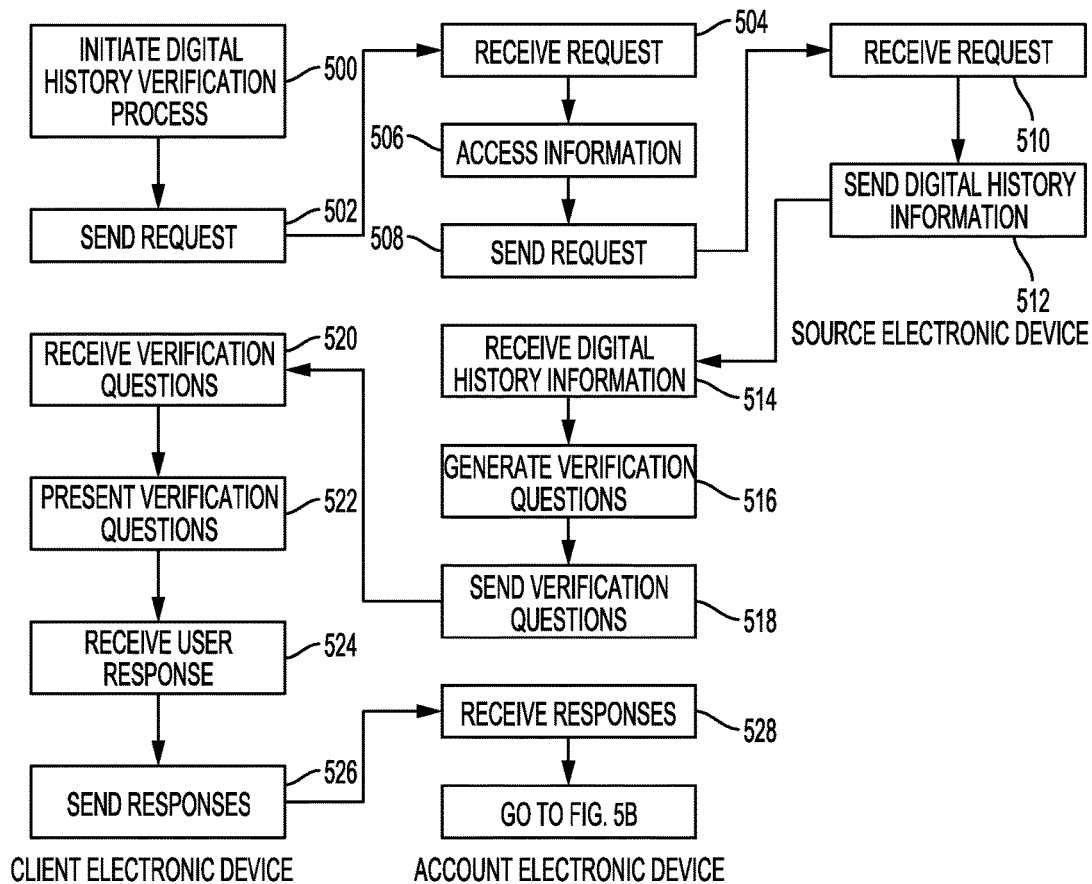 INITIATE DIGITAL
HISTORY VERIFICATION
PROCESS
500
SEND REQUEST
502
RECEIVE REQUEST
504
506
ACCESS INFORMATION
508
SEND REQUEST
RECEIVE REQUEST
510
SEND DIGITAL HISTORY
INFORMATION
512
SOURCE ELECTRONIC DEVICE
RECEIVE DIGITAL
HISTORY INFORMATION
514
GENERATE VERIFICATION
QUESTIONS
516
SEND VERIFICATION
QUESTIONS
518
RECEIVE VERIFICATION
QUESTIONS
520
PRESENT VERIFICATION
QUESTIONS
522
RECEIVE USER
RESPONSE
524
SEND RESPONSES
526
RECEIVE RESPONSES
528
GO TO FIG. 5B
CLIENT ELECTRONIC DEVICE
ACCOUNT ELECTRONIC DEVICE